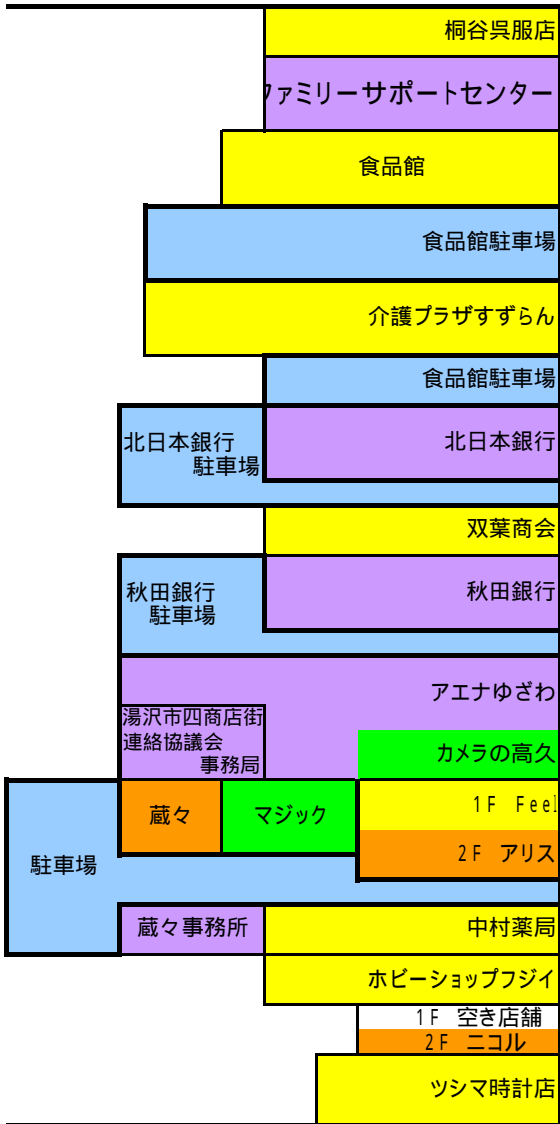 桐谷呉服店
ファミリーサポートセンター
食品館
食品館駐車場
介護プラザすずらん
食品館駐車場
北日本銀行
駐車場
北日本銀行
双葉商会
秋田銀行
駐車場
秋田銀行
アエナゆざわ
湯沢市四商店街
連絡協議会
事務局
カメラの高久
蔵々
マジック
1F Feel
2F アリス
駐車場
蔵々事務所
中村薬局
ホビーショップフジイ
1F 空き店舗
2F ニコル
ツシマ時計店